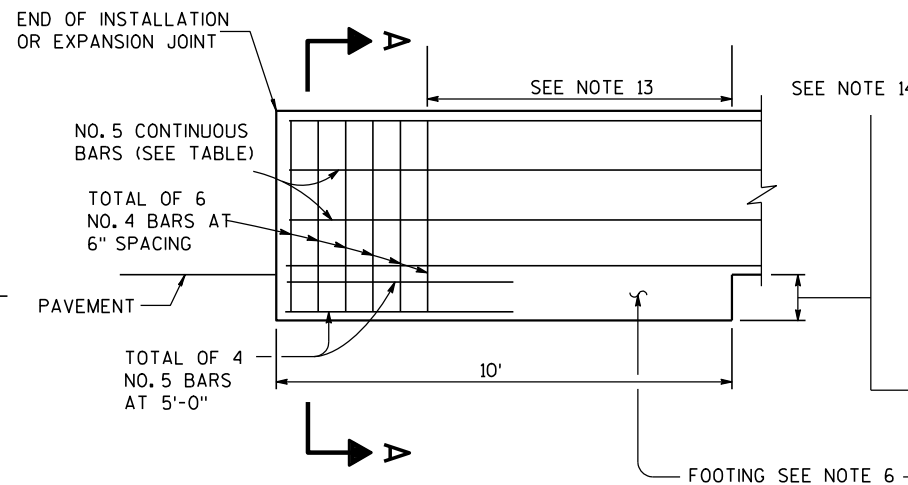 END OF INSTALLATION
OR EXPANSION JOINT
A
SEE NOTE 13
SEE NOTE 14
NO. 5 CONTINUOUS
BARS (SEE TABLE)
TOTAL OF 6
NO. 4 BARS AT
6" SPACING
PAVEMENT
TOTAL OF 4
NO. 5 BARS
AT 5'-0"
10'
A
FOOTING SEE NOTE 6